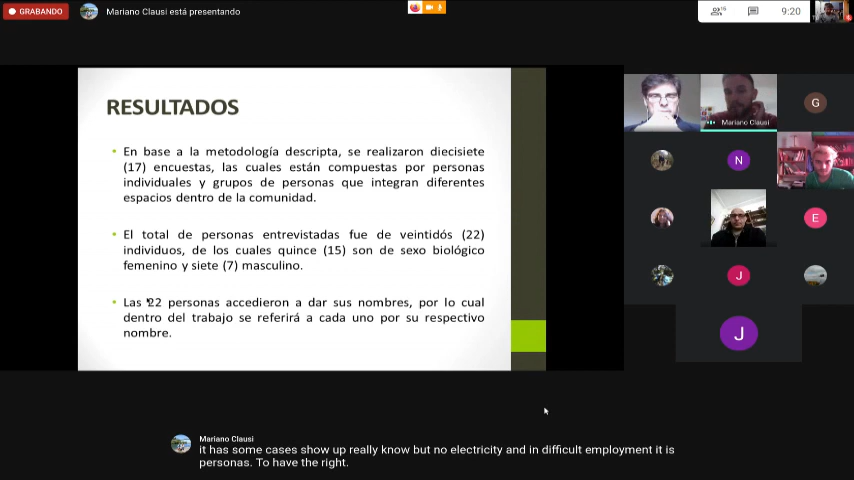 GRABANDO
Mariano Clausi está presentando
16
9:20
RESULTADOS
• En base a la metodología descripta, se realizaron diecisiete
(17) encuestas, las cuales están compuestas por personas
individuales y grupos de personas que integran diferentes
espacios dentro de la comunidad.
• El total de personas entrevistadas fue de veintidós (22)
individuos, de los cuales quince (15) son de sexo biológico
femenino y siete (7) masculino.
• Las 22 personas accedieron a dar sus nombres, por lo cual
dentro del trabajo se referirá a cada uno por su respectivo
nombre.
Mariano Clausi
G
N
E
J
J
Mariano Clausi
it has some cases show up really know but no electricity and in difficult employment it is
personas. To have the right.